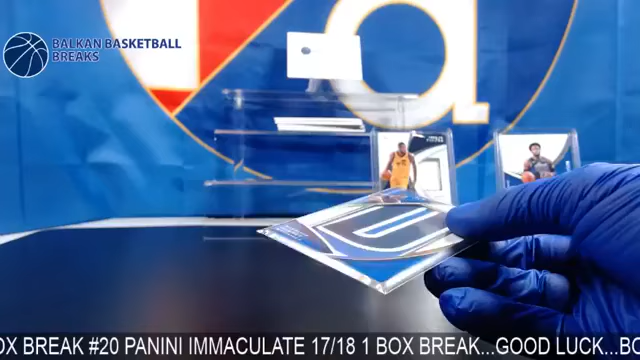 BALKAN BASKETBALL
BREAKS
OX BREAK #20 PANINI IMMACULATE 17/18 1 BOX BREAK...GOOD LUCK...BO